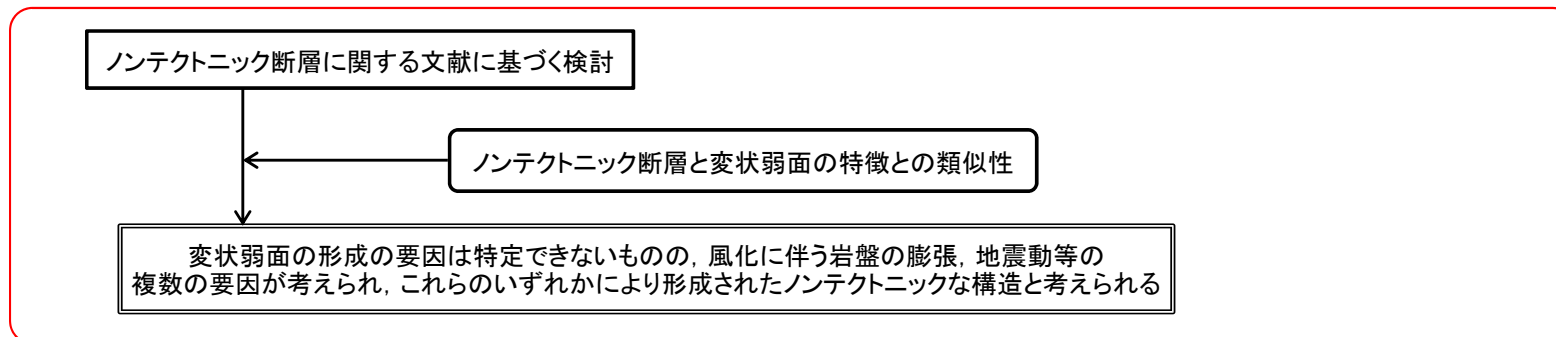 ノンテクトニック断層に関する文献に基づく検討
ノンテクトニック断層と変状弱面の特徴との類似性
変状弱面の形成の要因は特定できないものの，風化に伴う岩盤の膨張，地震動等の
複数の要因が考えられ，これらのいずれかにより形成されたノンテクトニックな構造と考えられる